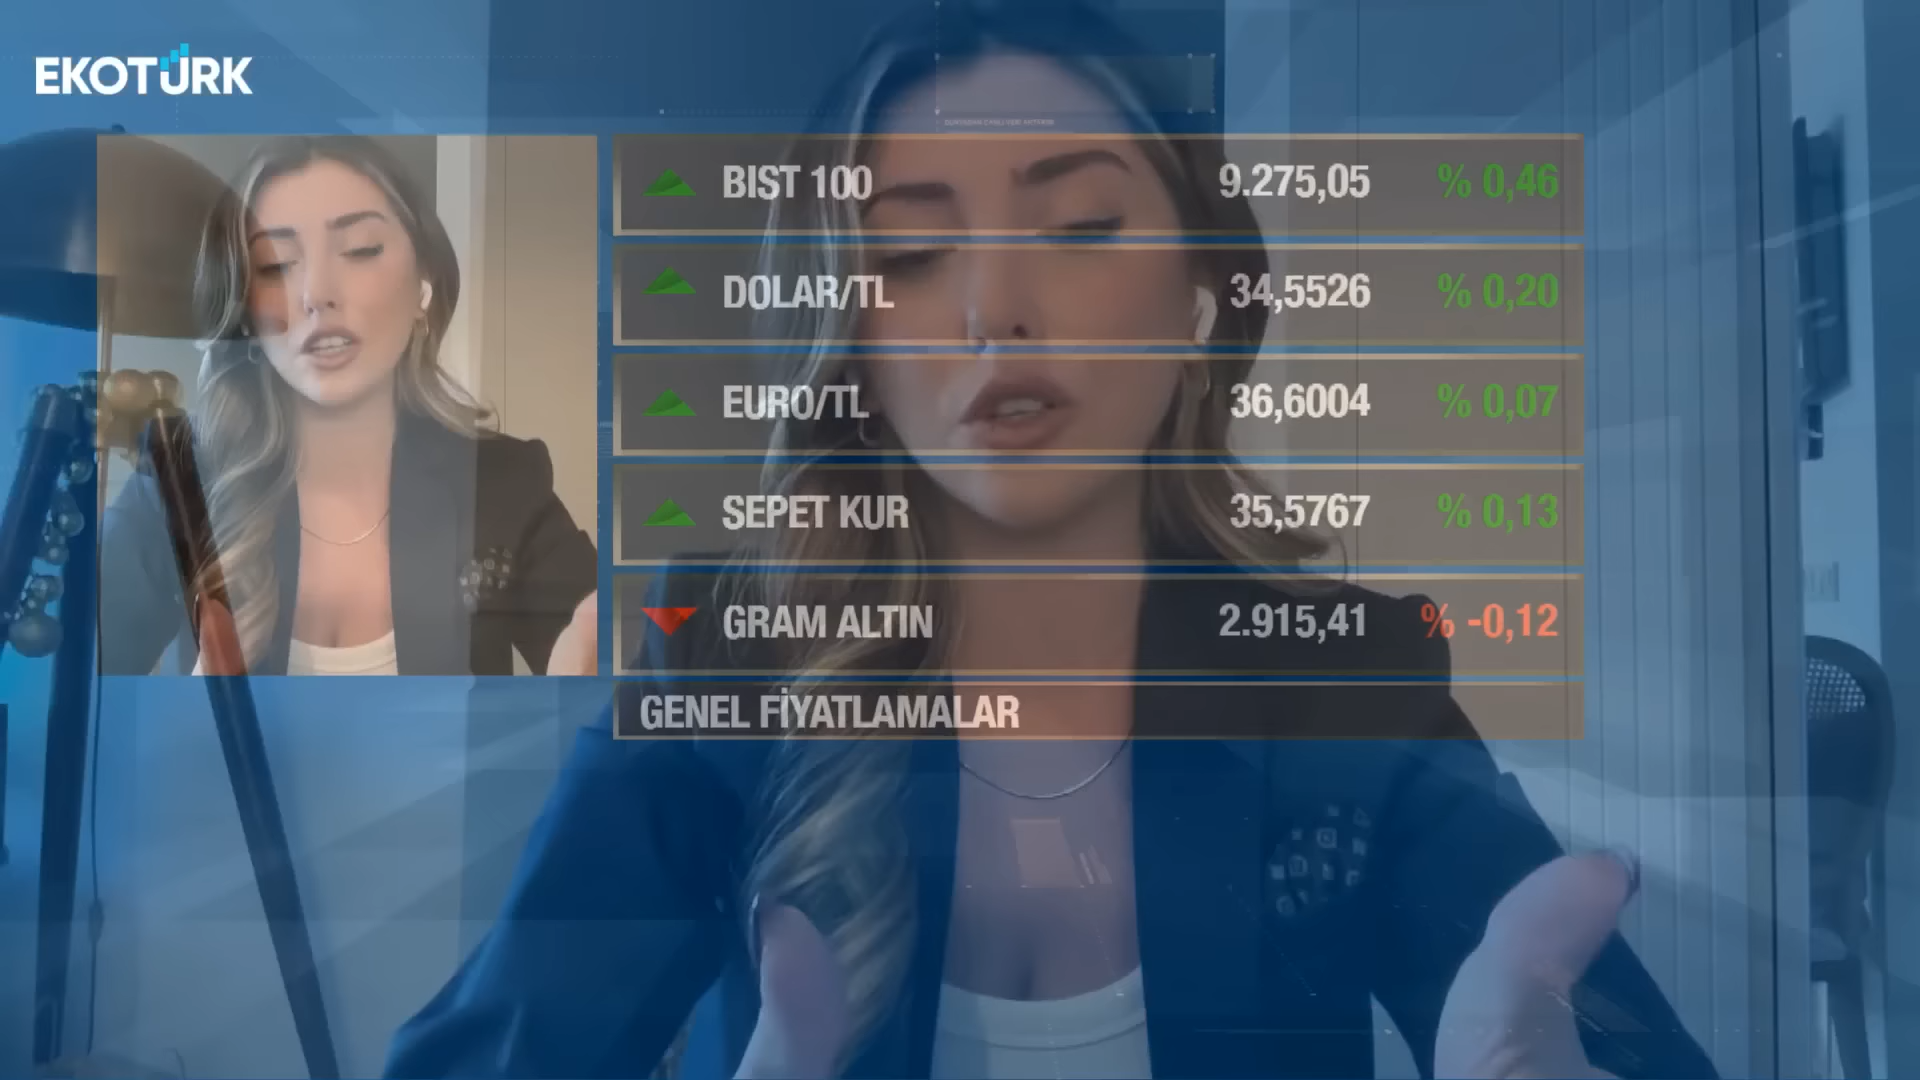 EKOTÜRK
BIST 100 9.275,05 % 0,46
DOLAR/TL 34,5526 % 0,20
EURO/TL 36,6004 % 0,07
SEPET KUR 35,5767 % 0,13
GRAM ALTIN 2.915,41 % -0,12
GENEL FİYATLAMALAR